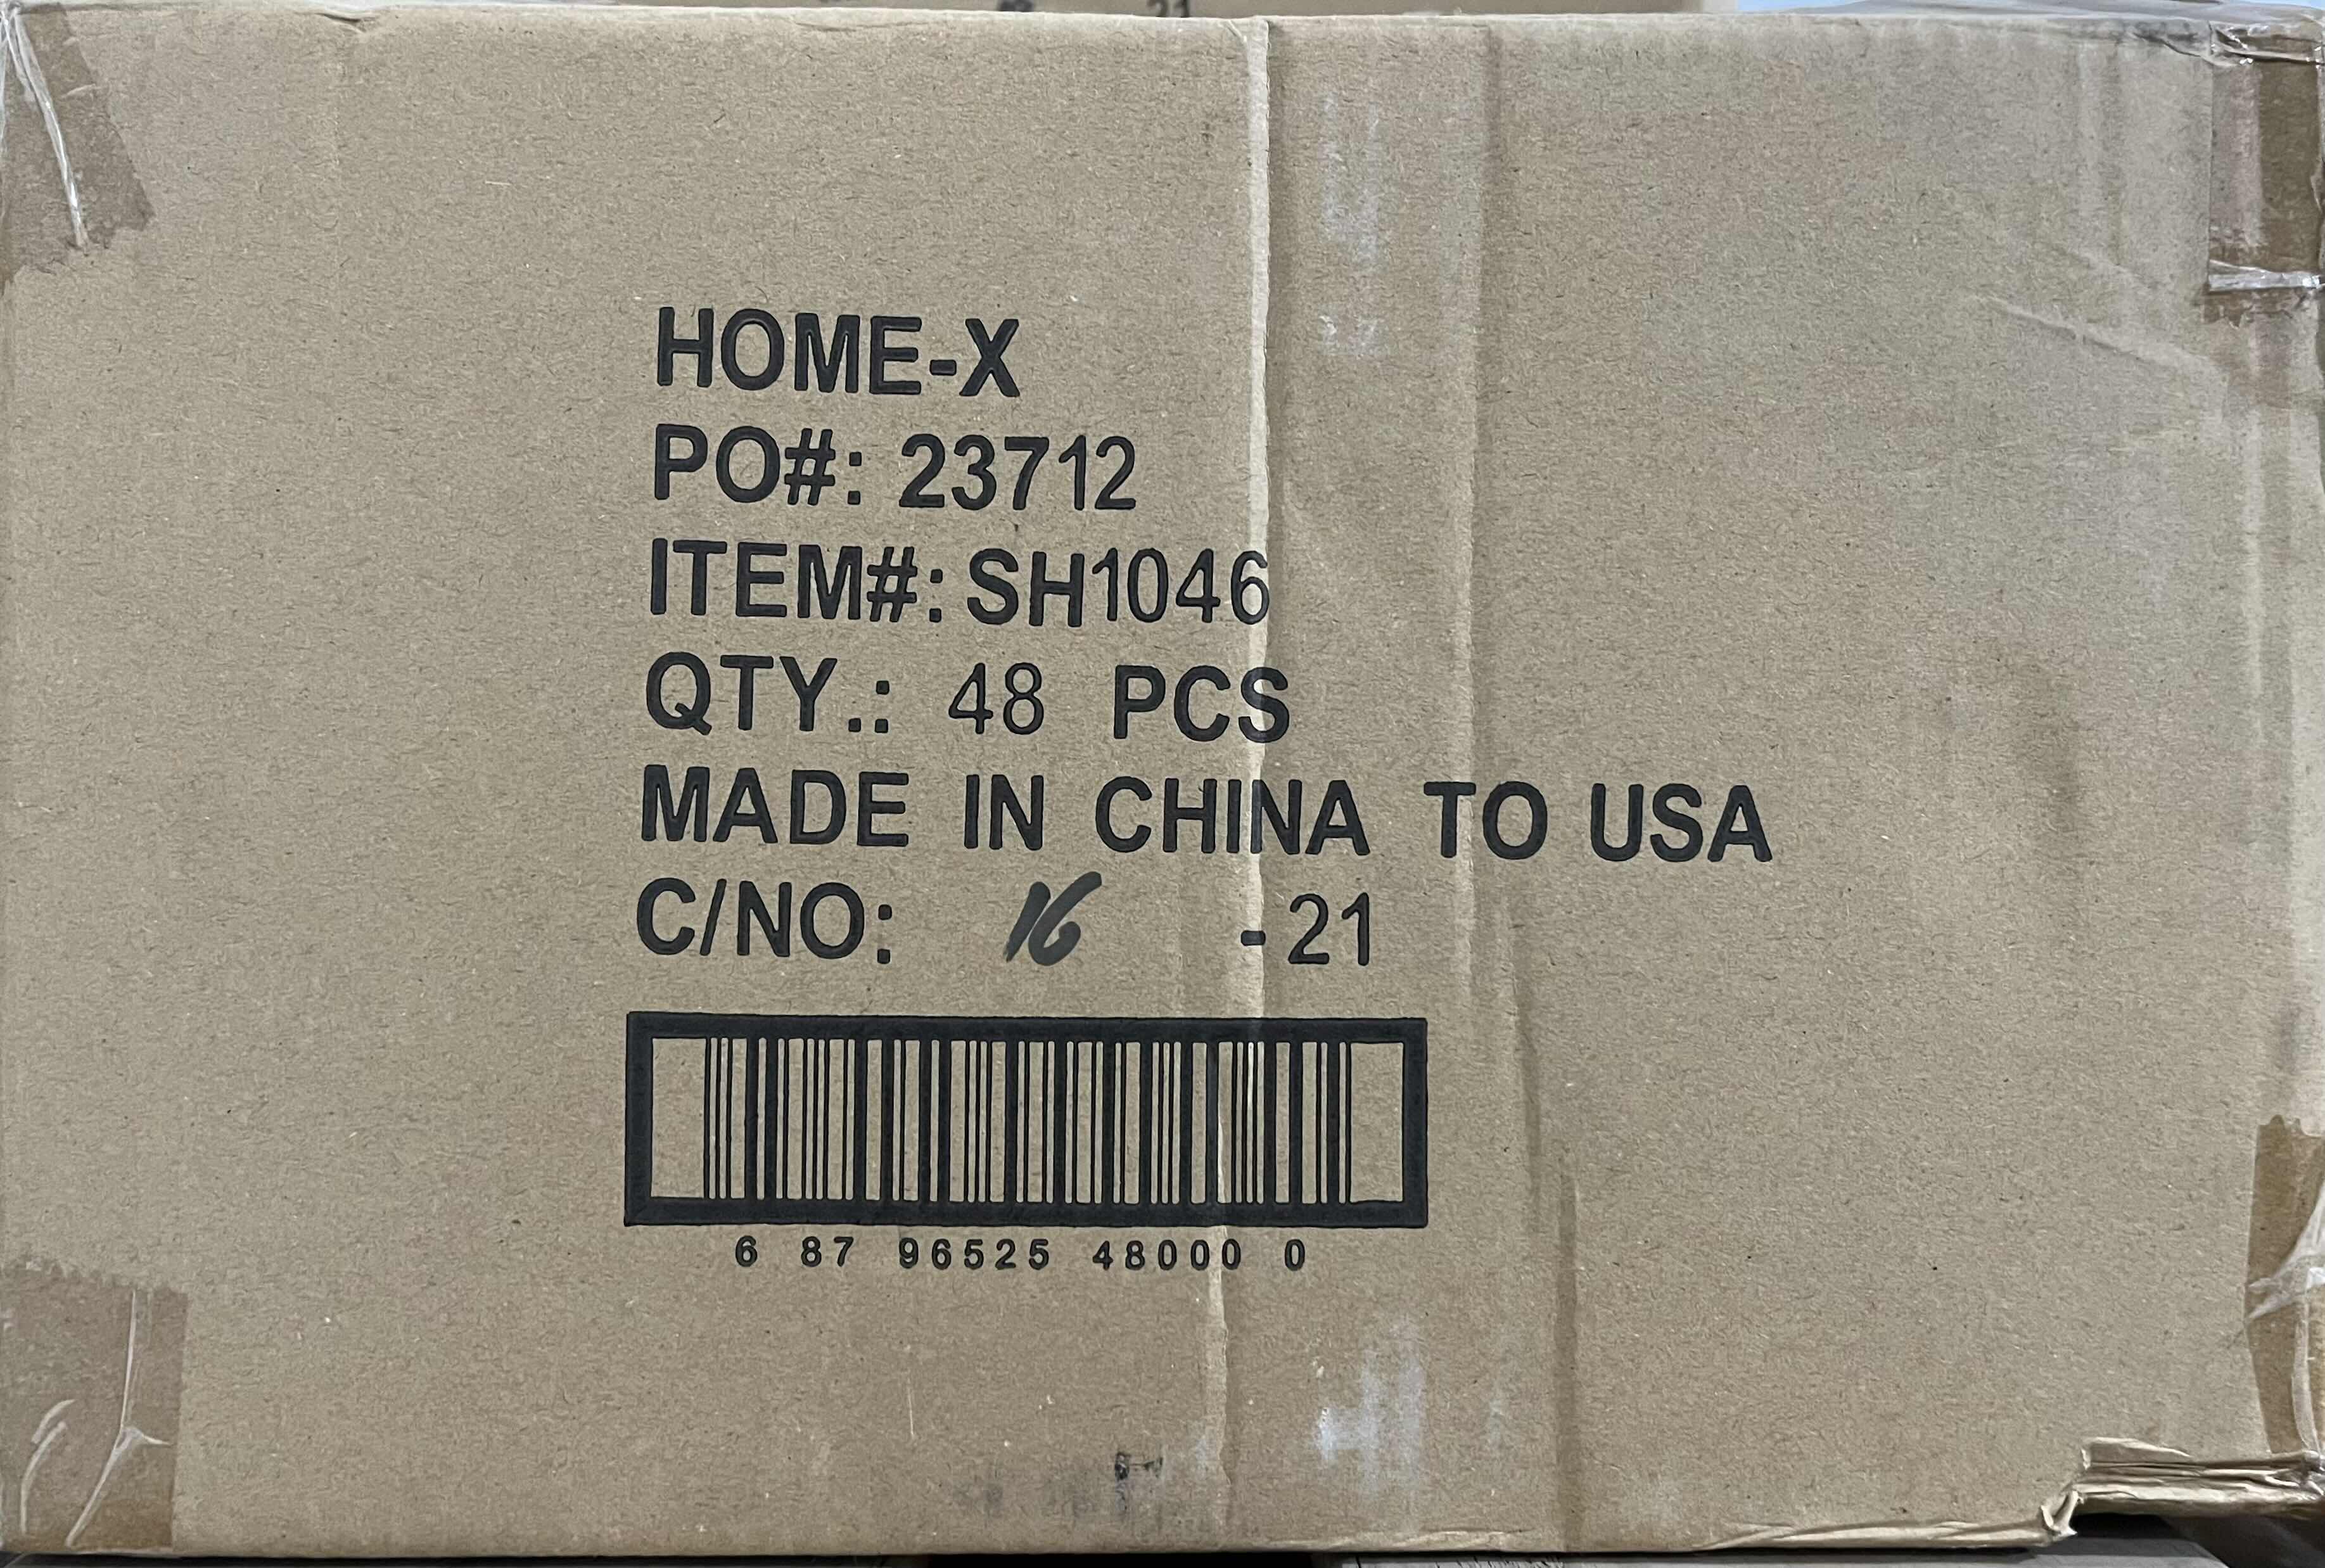 21
HOME-X
PO#: 23712
ITEM#: SH1046
QTY.: 48 PCS
MADE IN CHINA TO USA
C/NO: 16 -21
6 87 96525 48000 0